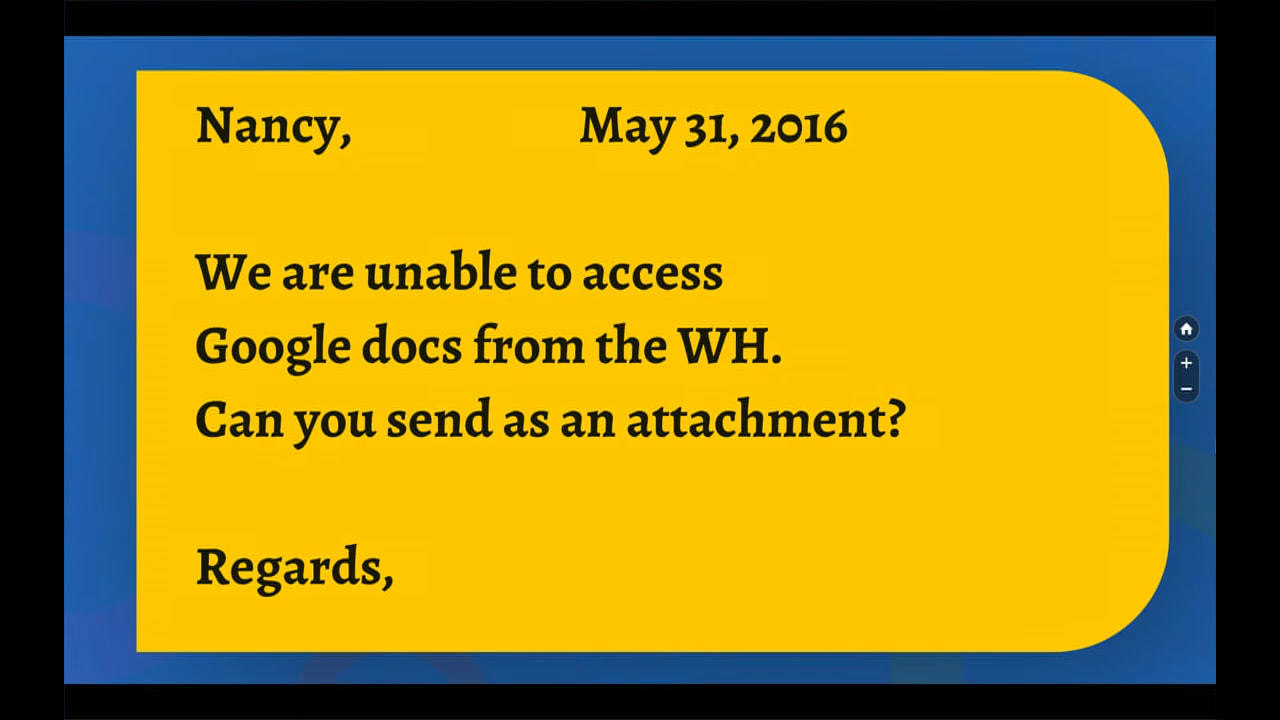 Nancy, May 31, 2016
We are unable to access
Google docs from the WH.
Can you send as an attachment?
Regards,